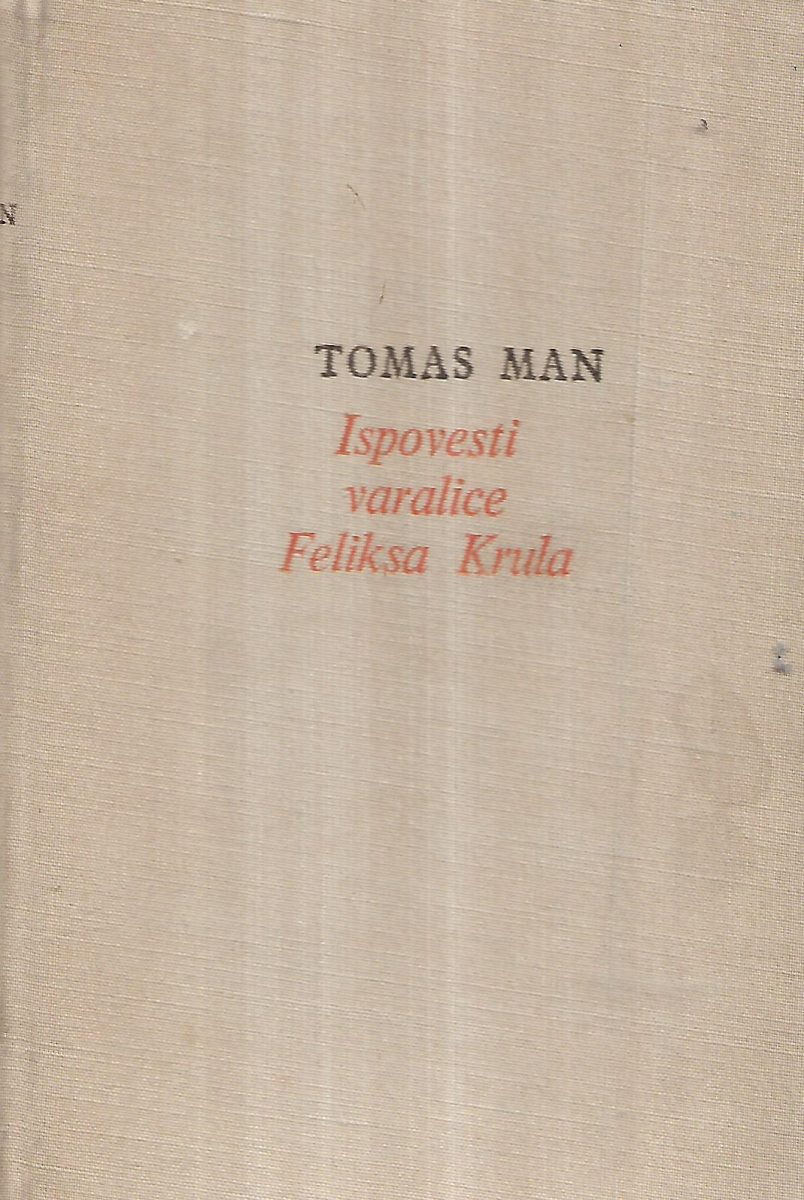 N
TOMAS MAN
Ispovesti
varalice
Feliksa Krula